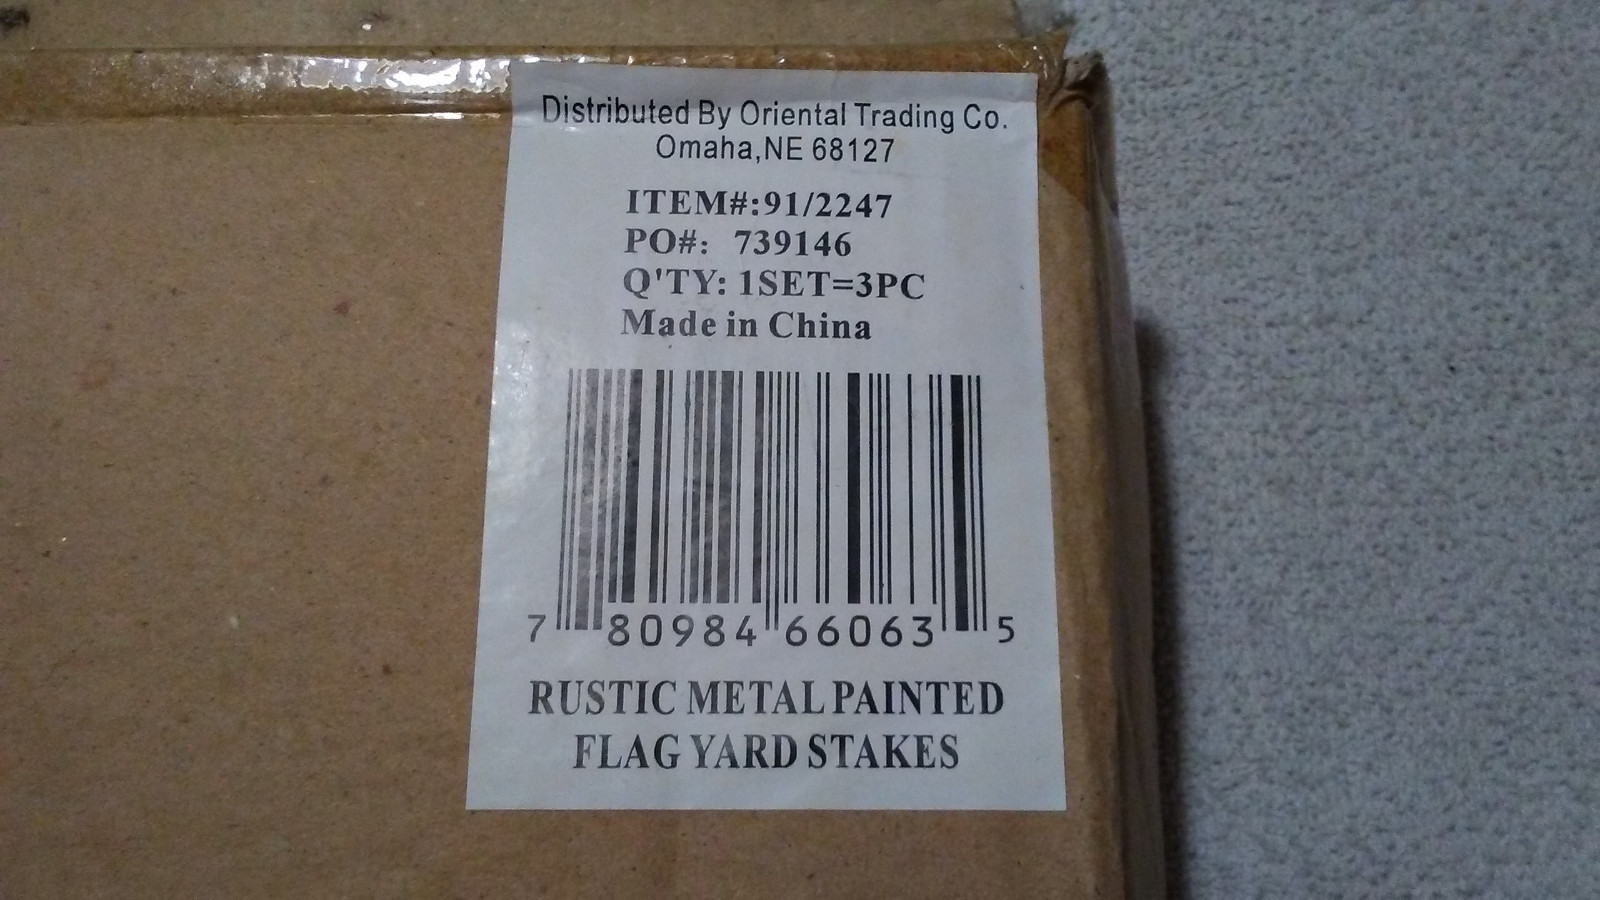 Distributed By Oriental Trading Co.
Omaha,NE 68127
ITEM#:91/2247
PO#: 739146
Q'TY: 1SET=3PC
Made in China
7 80984 66063 5
RUSTIC METAL PAINTED
FLAG YARD STAKES